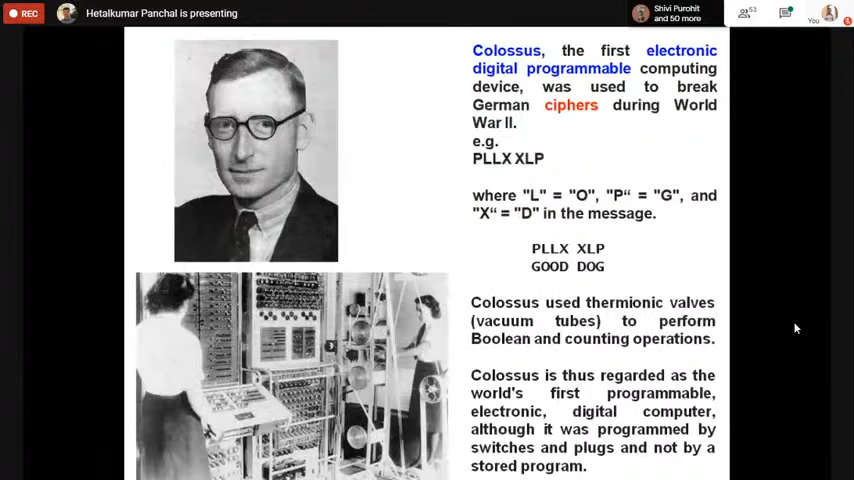 REC
Hetalkumar Panchal is presenting
Shivi Purohit
and 50 more
53
You
Colossus, the first electronic
digital programmable computing
device, was used to break
German ciphers during World
War II.
e.g.
PLLX XLP
where "L" = "O", "P“ = "G", and
"X“ = "D" in the message.
PLLX XLP
GOOD DOG
Colossus used thermionic valves
(vacuum tubes) to perform
Boolean and counting operations.
Colossus is thus regarded as the
world's first programmable,
electronic, digital computer,
although it was programmed by
switches and plugs and not by a
stored program.